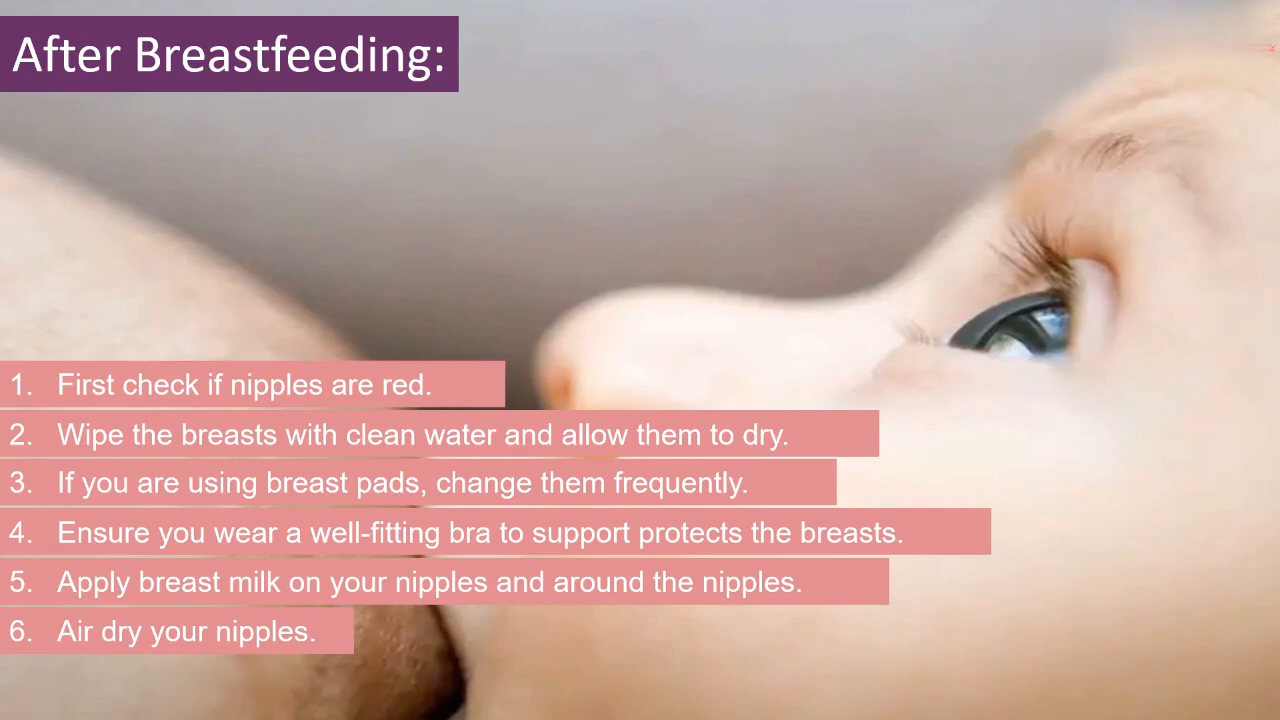 After Breastfeeding:
1. First check if nipples are red.
2. Wipe the breasts with clean water and allow them to dry.
3. If you are using breast pads, change them frequently.
4. Ensure you wear a well-fitting bra to support protects the breasts.
5. Apply breast milk on your nipples and around the nipples.
6. Air dry your nipples.